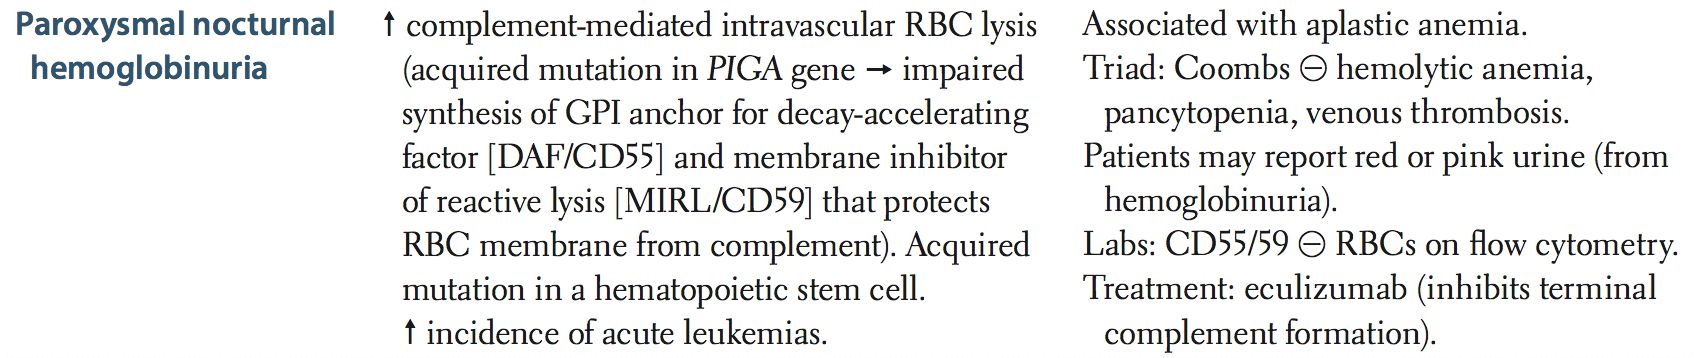 Paroxysmal nocturnal
hemoglobinuria
↑ complement-mediated intravascular RBC lysis
(acquired mutation in PIGA gene → impaired
synthesis of GPI anchor for decay-accelerating
factor [DAF/CD55] and membrane inhibitor
of reactive lysis [MIRL/CD59] that protects
RBC membrane from complement). Acquired
mutation in a hematopoietic stem cell.
↑ incidence of acute leukemias.
Associated with aplastic anemia.
Triad: Coombs ⊖ hemolytic anemia,
pancytopenia, venous thrombosis.
Patients may report red or pink urine (from
hemoglobinuria).
Labs: CD55/59 ⊖ RBCs on flow cytometry.
Treatment: eculizumab (inhibits terminal
complement formation).